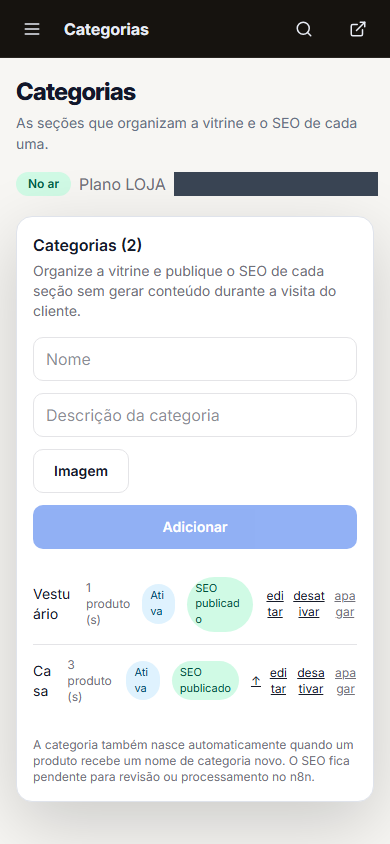 Categorias
Categorias
As seções que organizam a vitrine e o SEO de cada
uma.
No ar Plano LOJA
Categorias (2)
Organize a vitrine e publique o SEO de cada
seção sem gerar conteúdo durante a visita do
cliente.
Nome
Descrição da categoria
Imagem
Adicionar
Vestu
ário
1
produto
(s)
Ati
va
SEO
publicad
o
edi
tar
desat
ivar
apa
gar
Ca
sa
3
produto
(s)
Ati
va
SEO
publicado
↑
edi
tar
desa
tivar
apa
gar
A categoria também nasce automaticamente quando um
produto recebe um nome de categoria novo. O SEO fica
pendente para revisão ou processamento no n8n.